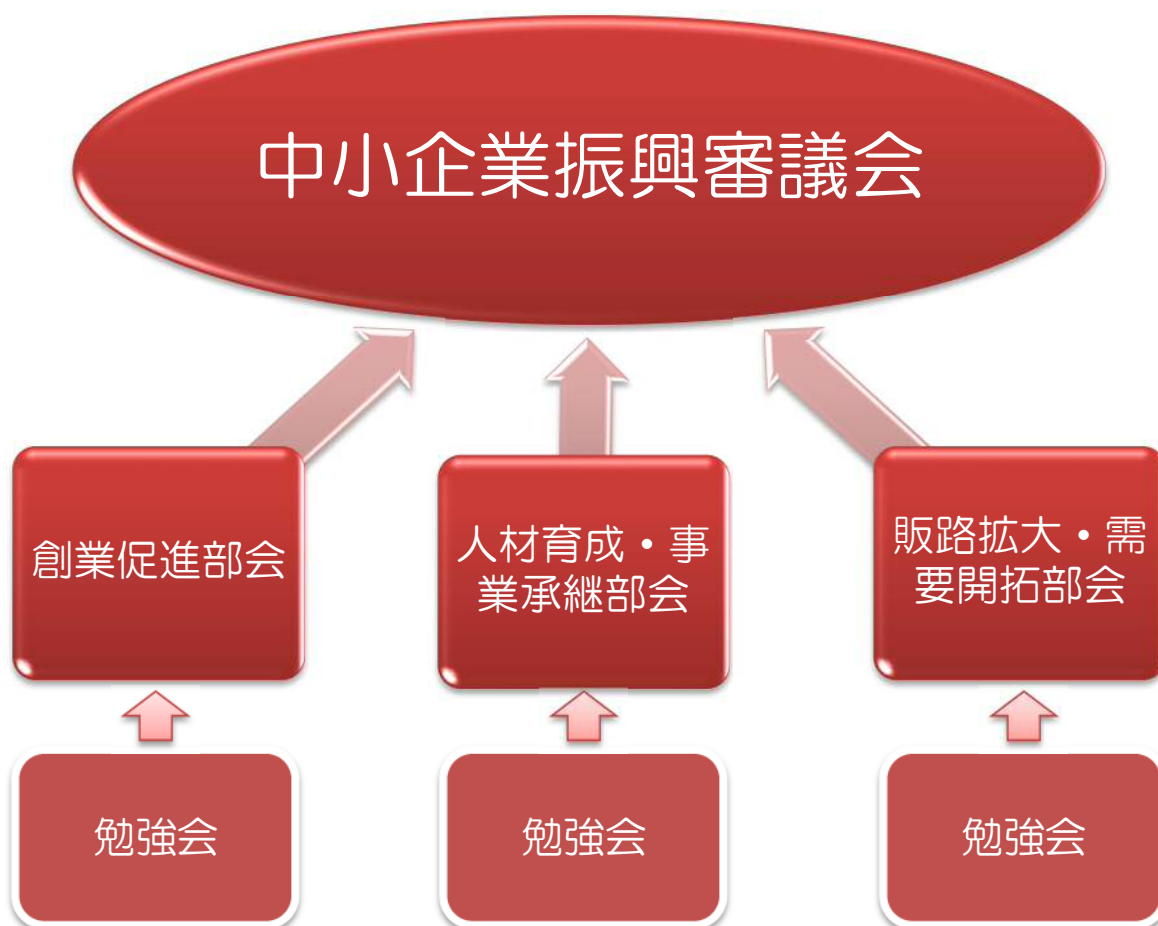 中小企業振興審議会
創業促進部会
人材育成・事
業承継部会
販路拡大・需
要開拓部会
勉強会
勉強会
勉強会